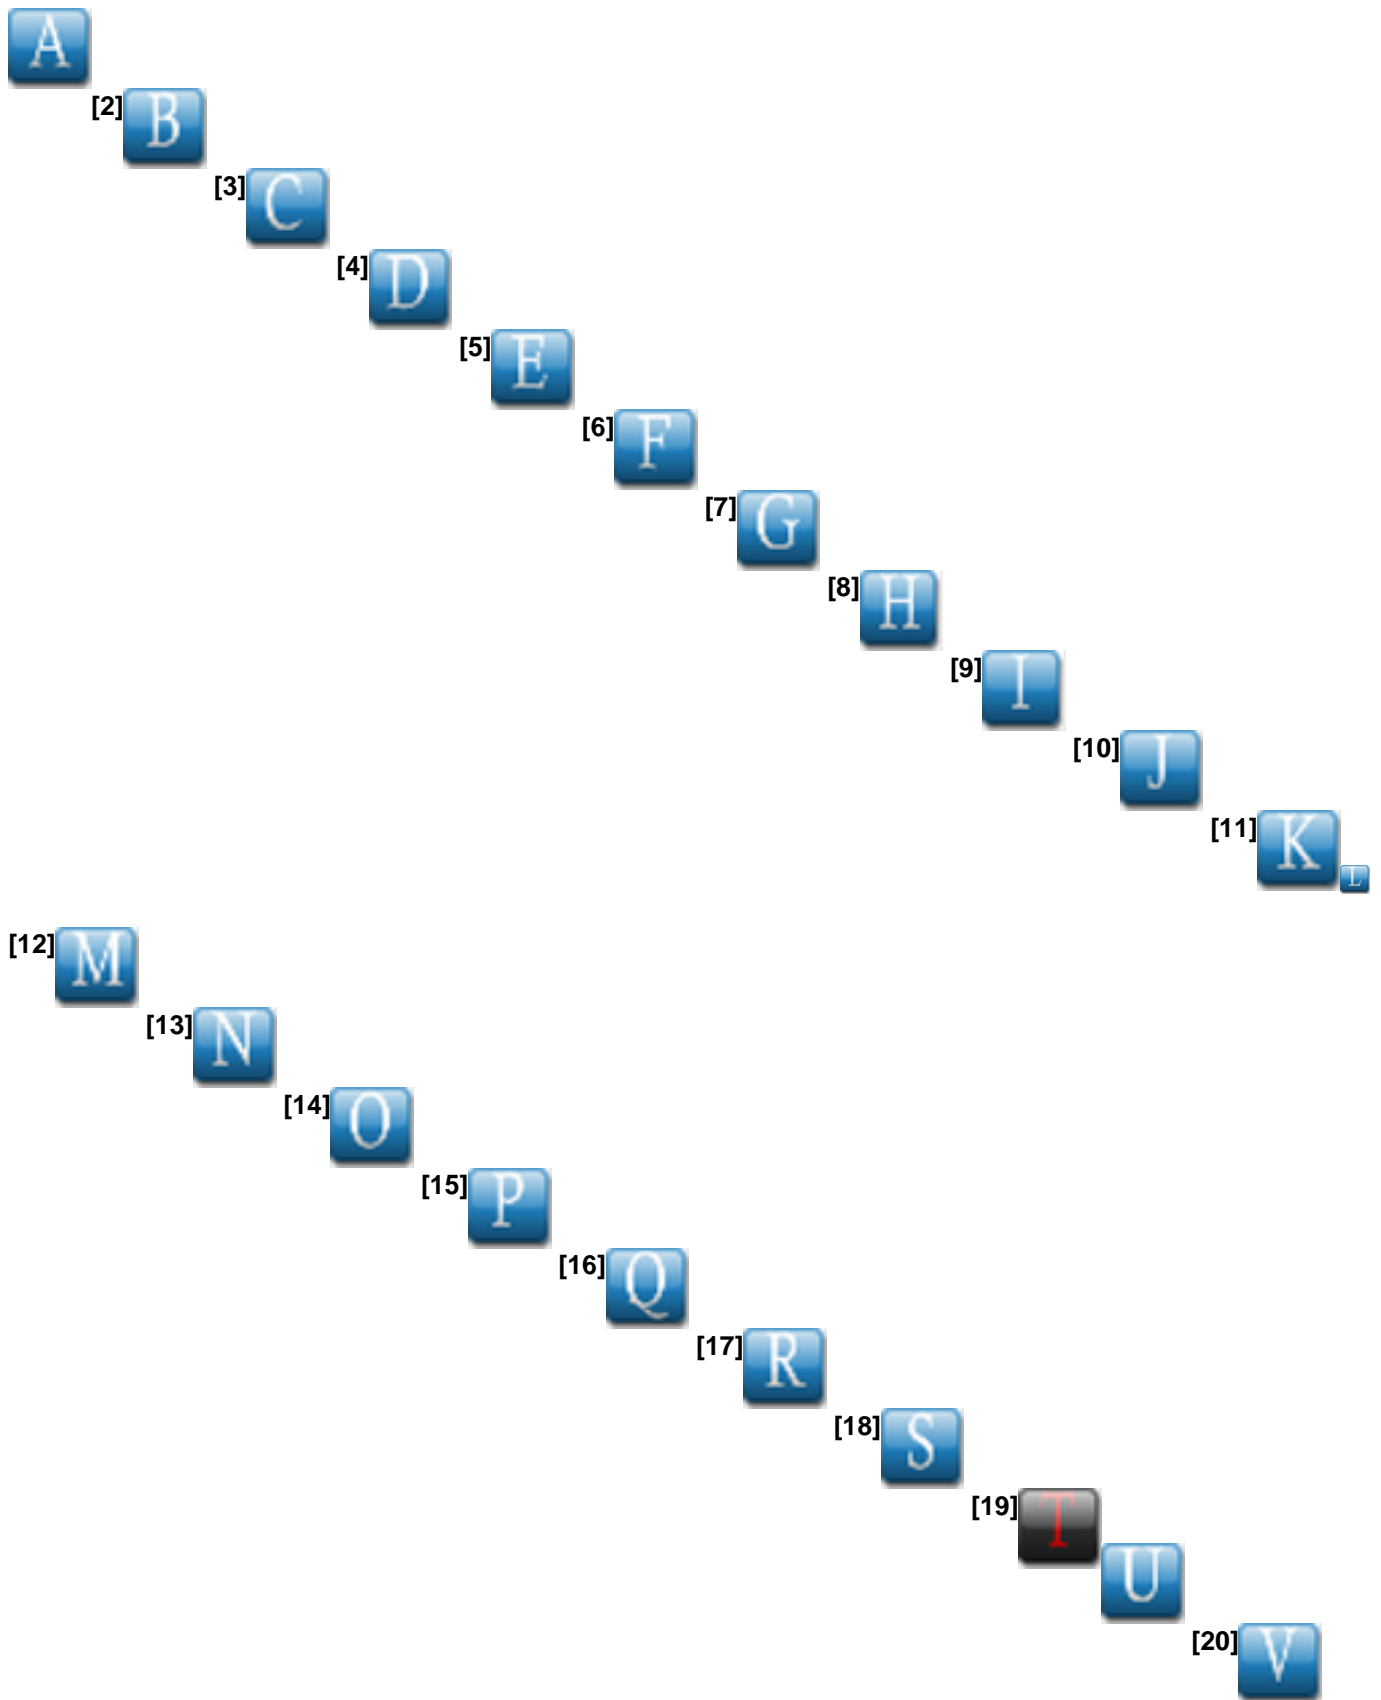 A
[2] B
[3] C
[4] D
[5] E
[6] F
[7] G
[8] H
[9] I
[10] J
[11] K L
[12] M
[13] N
[14] O
[15] P
[16] Q
[17] R
[18] S
[19] T
U
[20] V